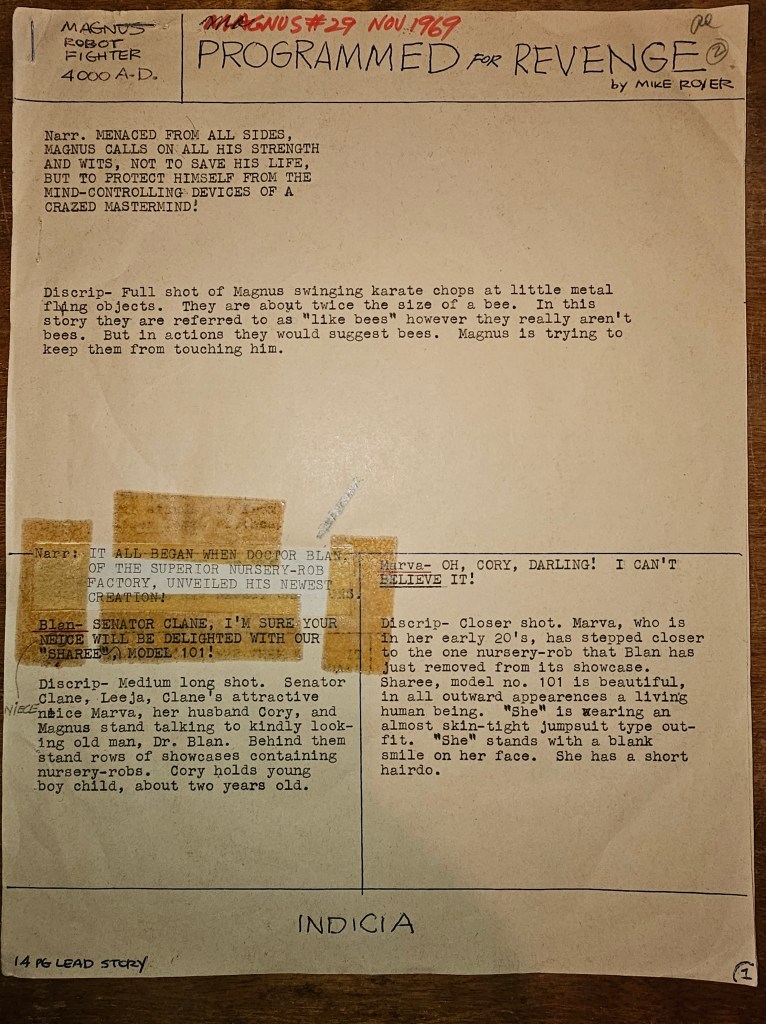 MAGNUS
ROBOT
FIGHTER
4000 A-D.
MAGNUS #29 NOV. 1969
PROGRAMMED FOR REVENGE
2
by MIKE ROYER
Narr. MENACED FROM ALL SIDES,
MAGNUS CALLS ON ALL HIS STRENGTH
AND WITS, NOT TO SAVE HIS LIFE,
BUT TO PROTECT HIMSELF FROM THE
MIND-CONTROLLING DEVICES OF A
CRAZED MASTERMIND!
Discrip- Full shot of Magnus swinging karate chops at little metal
flying objects. They are about twice the size of a bee. In this
story they are referred to as "like bees" however they really aren't
bees. But in actions they would suggest bees. Magnus is trying to
keep them from touching him.
Narr: IT ALL BEGAN WHEN DOCTOR BLAN,
OF THE SUPERIOR NURSERY-ROB
FACTORY, UNVEILED HIS NEWEST
CREATION!
Blan- SENATOR CLANE, I'M SURE YOUR
NEICE WILL BE DELIGHTED WITH OUR
"SHAREE", MODEL 101!
Discrip- Medium long shot. Senator
Clane, Leeja, Clane's attractive
NIECE neice Marva, her husband Cory, and
Magnus stand talking to kindly look-
ing old man, Dr. Blan. Behind them
stand rows of showcases containing
nursery-robs. Cory holds young
boy child, about two years old.
Marva- OH, CORY, DARLING! I CAN'T
BELIEVE IT!
Discrip- Closer shot. Marva, who is
in her early 20's, has stepped closer
to the one nursery-rob that Blan has
just removed from its showcase.
Sharee, model no. 101 is beautiful,
in all outward appearences a living
human being. "She" is wearing an
almost skin-tight jumpsuit type out-
fit. "She" stands with a blank
smile on her face. She has a short
hairdo.
INDICIA
14 PG LEAD STORY
1